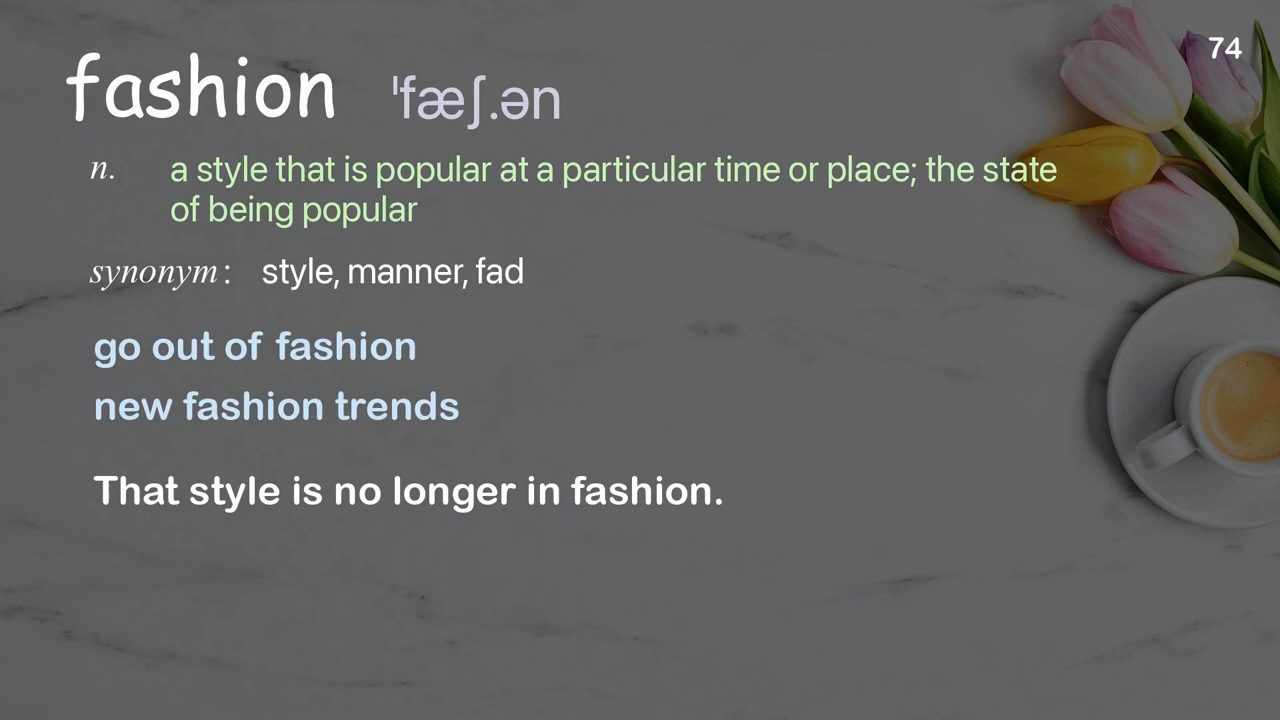 74
fashion ˈfæʃ.ən
n. a style that is popular at a particular time or place; the state
of being popular
synonym: style, manner, fad
go out of fashion
new fashion trends
That style is no longer in fashion.